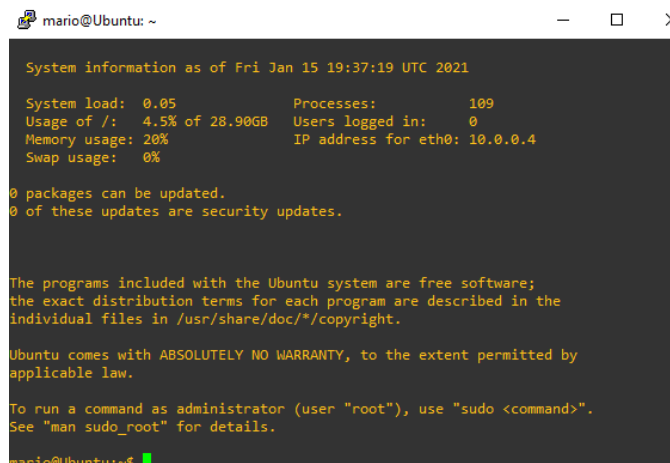 mario@Ubuntu: ~
System information as of Fri Jan 15 19:37:19 UTC 2021
System load: 0.05 Processes: 109
Usage of /: 4.5% of 28.90GB Users logged in: 0
Memory usage: 20% IP address for eth0: 10.0.0.4
Swap usage: 0%
0 packages can be updated.
0 of these updates are security updates.
The programs included with the Ubuntu system are free software;
the exact distribution terms for each program are described in the
individual files in /usr/share/doc/*/copyright.
Ubuntu comes with ABSOLUTELY NO WARRANTY, to the extent permitted by
applicable law.
To run a command as administrator (user "root"), use "sudo <command>".
See "man sudo_root" for details.
mario@Ubuntu:~$